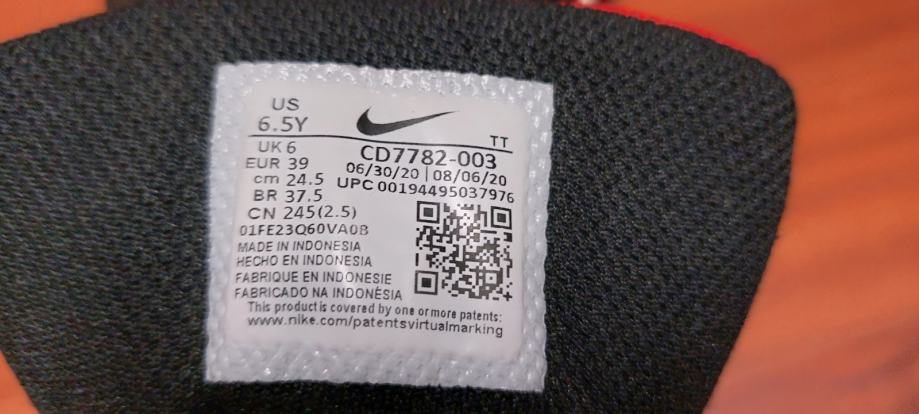 US
6.5Y
TT
UK 6
EUR 39
cm 24.5
BR 37.5
CN 245(2.5)
CD7782-003
06/30/20 | 08/06/20
UPC 00194495037976
01FE23Q60VA0B
MADE IN INDONESIA
HECHO EN INDONESIA
FABRIQUE EN INDONESIE
FABRICADO NA INDONÉSIA
This product is covered by one or more patents:
www.nike.com/patentsvirtualmarking